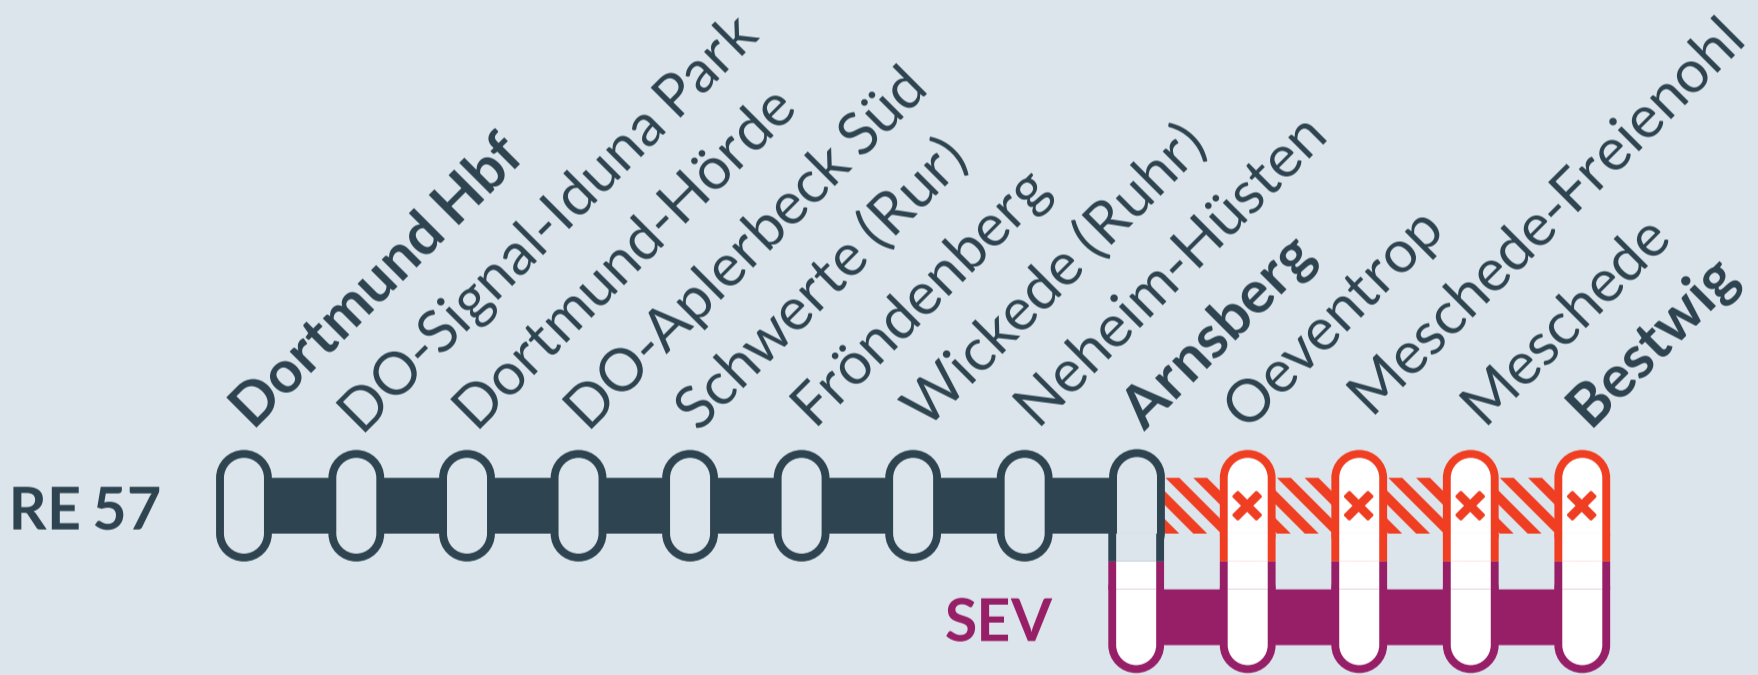 Dortmund Hbf
DO-Signal-Iduna Park
Dortmund-Hörde
DO-Aplerbeck Süd
Schwerte (Rur)
Fröndenberg
Wickede (Ruhr)
Neheim-Hüsten
Arnsberg
Oeventrop
Meschede-Freienohl
Meschede
Bestwig
RE 57
SEV